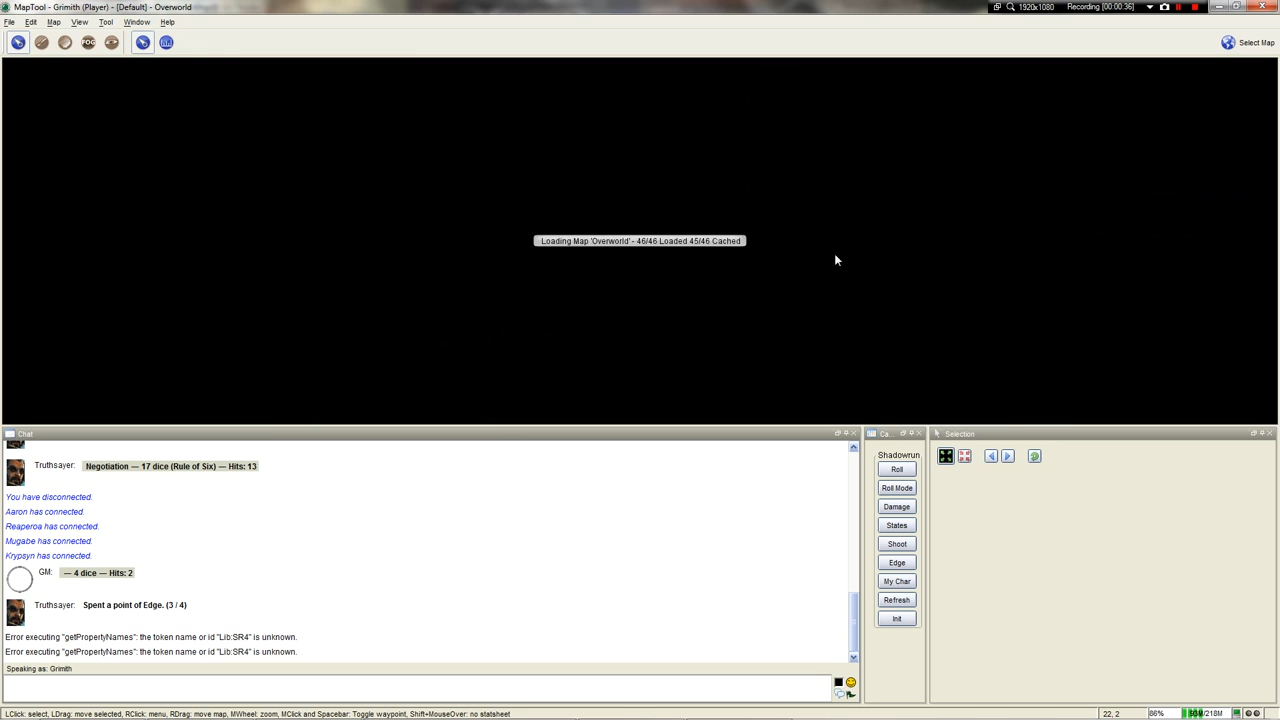 MapTool - Grimith (Player) - [Default] - Overworld
1920x1080
Recording [00:00:36]
File Edit Map View Tool Window Help
FOG
Select Map
Loading Map 'Overworld' - 46/46 Loaded 45/46 Cached
Chat
Truthsayer: Negotiation — 17 dice (Rule of Six) — Hits: 13
You have disconnected.
Aaron has connected.
Reaperoa has connected.
Mugabe has connected.
Krypsyn has connected.
GM: — 4 dice — Hits: 2
Truthsayer: Spent a point of Edge. (3 / 4)
Error executing "getPropertyNames": the token name or id "Lib:SR4" is unknown.
Error executing "getPropertyNames": the token name or id "Lib:SR4" is unknown.
Speaking as: Grimith
Ca...
Shadowrun
Roll
Roll Mode
Damage
States
Shoot
Edge
My Char
Refresh
Init
Selection
LClick: select, LDrag: move selected, RClick: menu, RDrag: move map, MWheel: zoom, MClick and Spacebar: Toggle waypoint, Shift+MouseOver: no statsheet
22, 2
86%
/218M